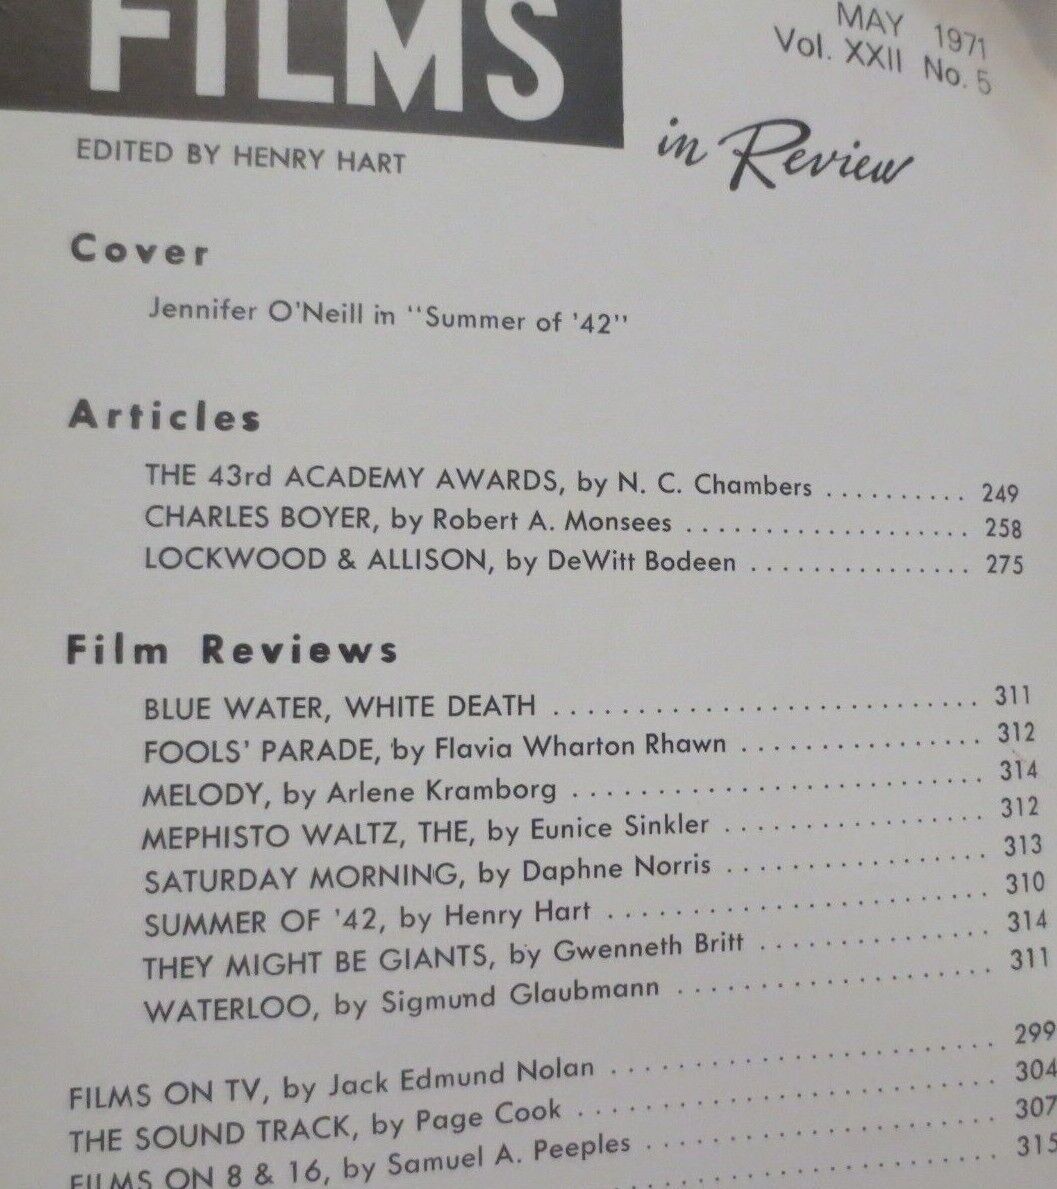 FILMS
in Review
MAY 1971
Vol. XXII No. 5
EDITED BY HENRY HART
Cover
Jennifer O'Neill in "Summer of '42"
Articles
THE 43rd ACADEMY AWARDS, by N. C. Chambers .......... 249
CHARLES BOYER, by Robert A. Monsees .................... 258
LOCKWOOD & ALLISON, by DeWitt Bodeen ................ 275
Film Reviews
BLUE WATER, WHITE DEATH ............................ 311
FOOLS' PARADE, by Flavia Wharton Rhawn .................. 312
MELODY, by Arlene Kramborg ............................ 314
MEPHISTO WALTZ, THE, by Eunice Sinkler .................. 312
SATURDAY MORNING, by Daphne Norris .................. 313
SUMMER OF '42, by Henry Hart .......................... 310
THEY MIGHT BE GIANTS, by Gwenneth Britt ................ 314
WATERLOO, by Sigmund Glaubmann ...................... 311
FILMS ON TV, by Jack Edmund Nolan .......................... 299
THE SOUND TRACK, by Page Cook ............................ 304
FILMS ON 8 & 16, by Samuel A. Peeples ........................ 307
315